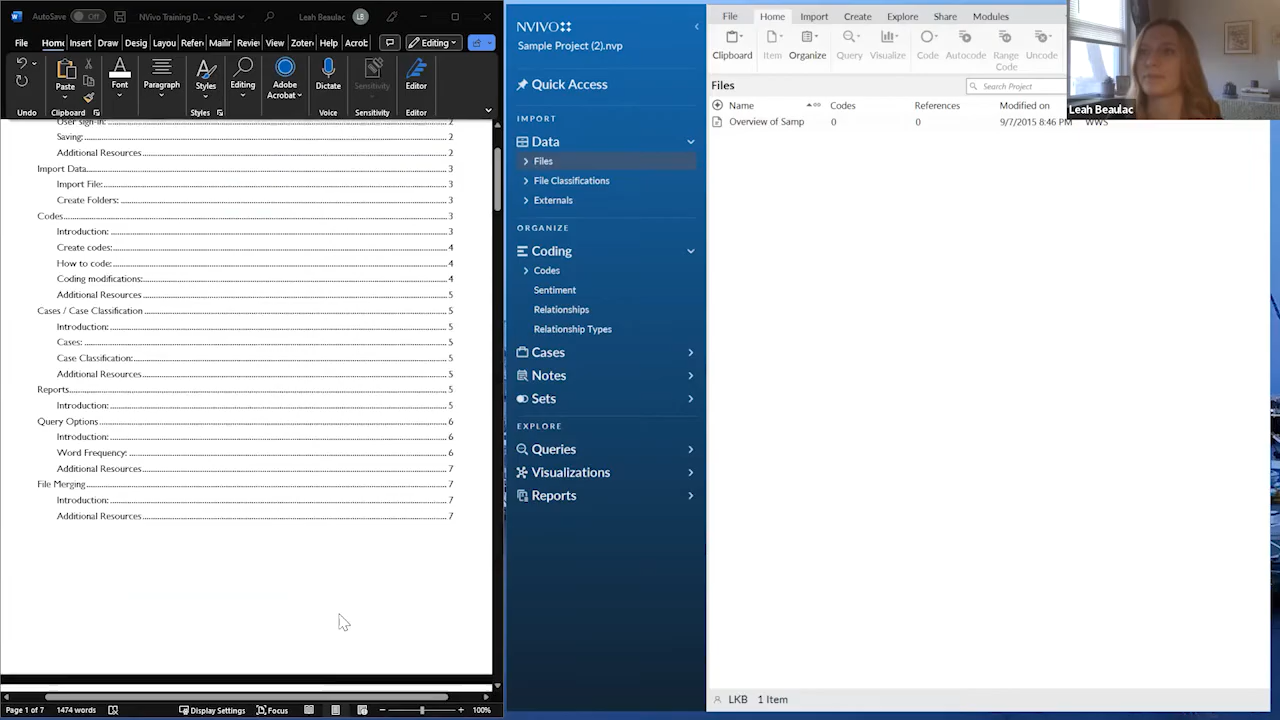 AutoSave Off NVivo Training D... • Saved Leah Beaulac LB
File Home Insert Draw Desig Layou Refer Mailin Revie View Zoter Help Acrob Editing
Paste Font Paragraph Styles Editing Adobe Acrobat Dictate Sensitivity Editor
Undo Clipboard Styles Voice Sensitivity Editor
User sign-in: 2
Saving: 2
Additional Resources 2
Import Data 3
Import File: 3
Create Folders: 3
Codes 3
Introduction: 3
Create codes: 4
How to code: 4
Coding modifications: 4
Additional Resources 5
Cases / Case Classification 5
Introduction: 5
Cases: 5
Case Classification: 5
Additional Resources 5
Reports 5
Introduction: 5
Query Options 6
Introduction: 6
Word Frequency: 6
Additional Resources 7
File Merging 7
Introduction: 7
Additional Resources 7
Page 1 of 7 1474 words Display Settings Focus 100%
NVIVO
Sample Project (2).nvp
Quick Access
IMPORT
Data
Files
File Classifications
Externals
ORGANIZE
Coding
Codes
Sentiment
Relationships
Relationship Types
Cases
Notes
Sets
EXPLORE
Queries
Visualizations
Reports
File Home Import Create Explore Share Modules
Clipboard Item Organize Query Visualize Code Autocode Range Code Uncode
Files Search Project
Name Codes References Modified on
Overview of Samp 0 0 9/7/2015 8:46 PM WWS
LKB 1 Item
Leah Beaulac